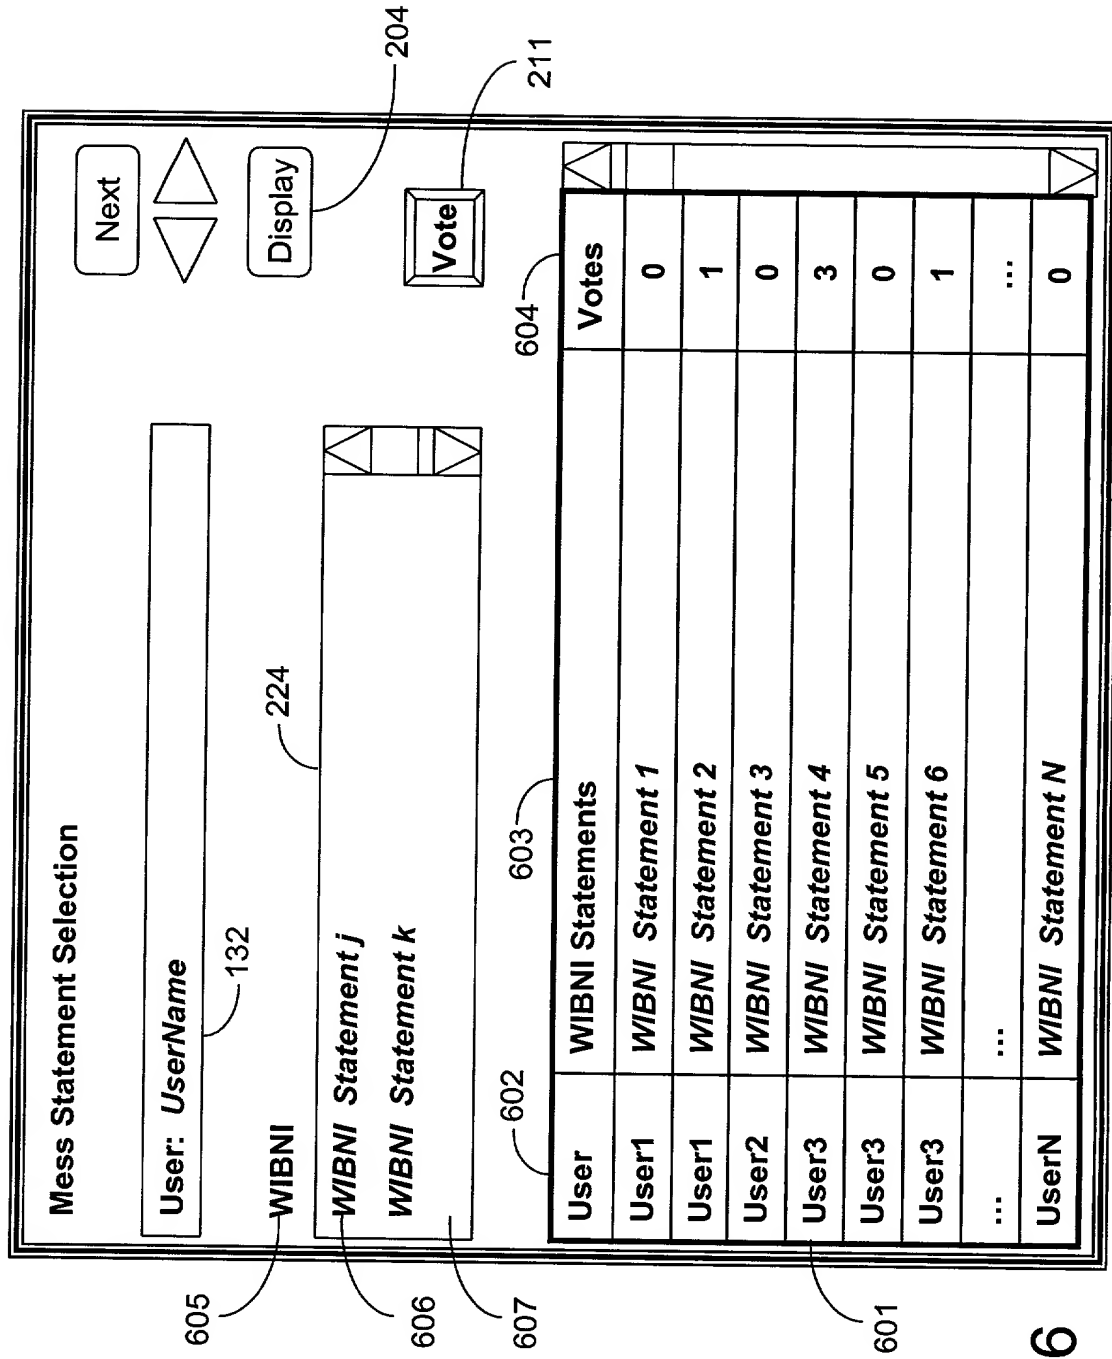 Mess Statement Selection
Next
User: UserName
132
Display
204
WIBNI
605
224
Vote
211
WIBNI Statement j
606
WIBNI Statement k
607
602
603
604
User WIBNI Statements Votes
User1 WIBNI Statement 1 0
User1 WIBNI Statement 2 1
User2 WIBNI Statement 3 0
User3 WIBNI Statement 4 3
User3 WIBNI Statement 5 0
User3 WIBNI Statement 6 1
... ... ...
UserN WIBNI Statement N 0
601
6